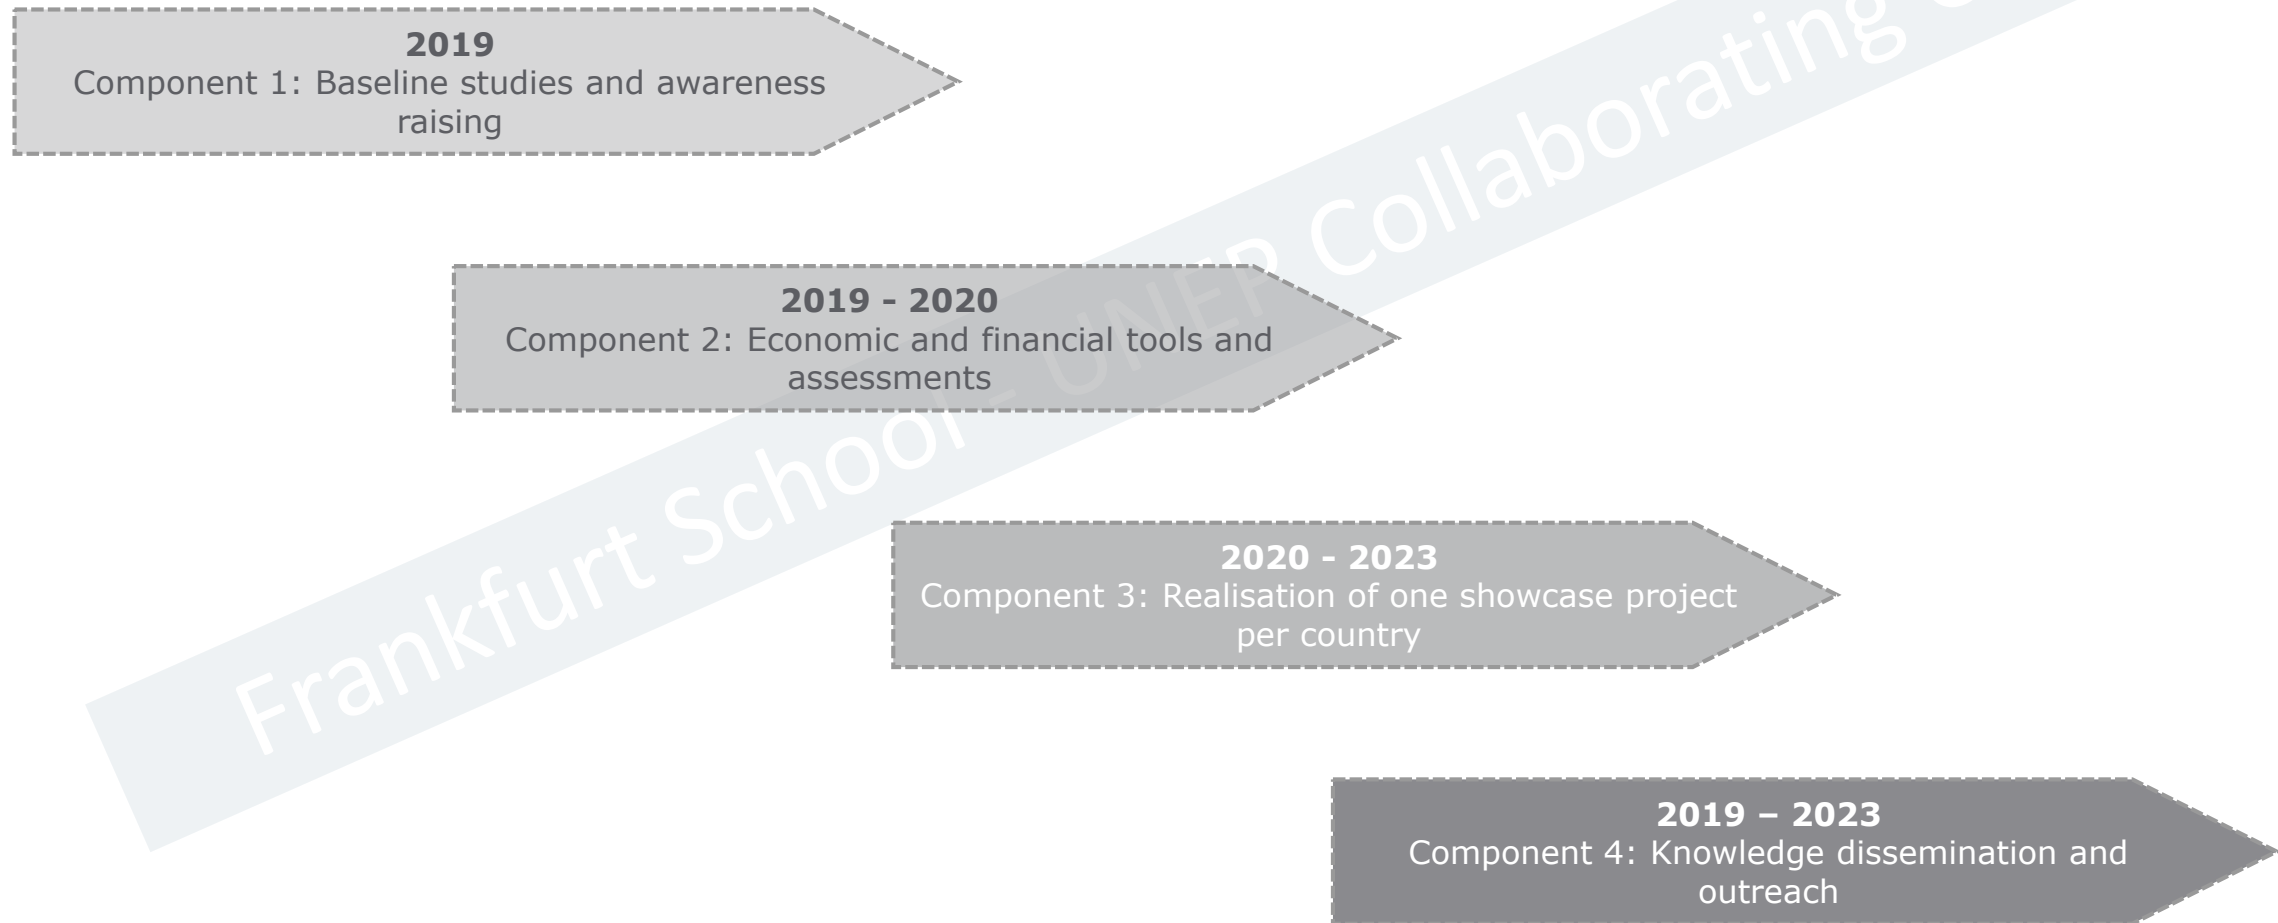 2019
Component 1: Baseline studies and awareness
raising
2019 - 2020
Component 2: Economic and financial tools and
assessments
2020 - 2023
Component 3: Realisation of one showcase project
per country
2019 – 2023
Component 4: Knowledge dissemination and
outreach
Frankfurt School - UNEP Collaborating